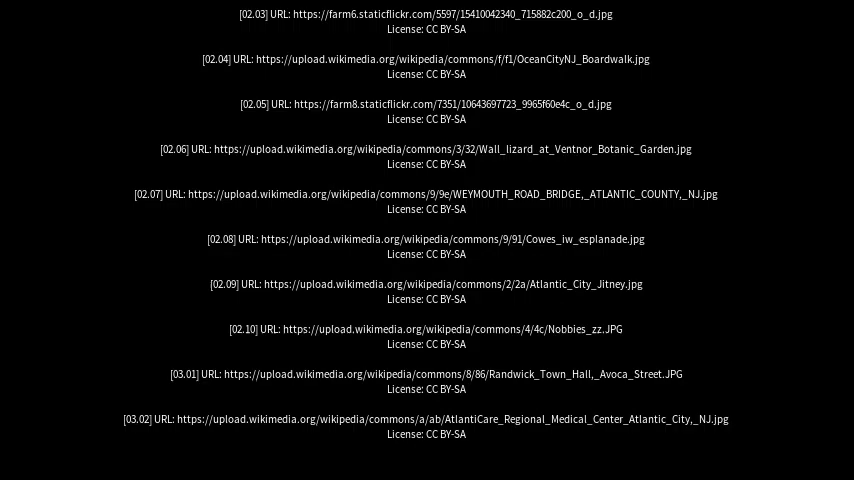 [02.03] URL: https://farm6.staticflickr.com/5597/15410042340_715882c200_o_d.jpg
License: CC BY-SA
[02.04] URL: https://upload.wikimedia.org/wikipedia/commons/f/f1/OceanCityNJ_Boardwalk.jpg
License: CC BY-SA
[02.05] URL: https://farm8.staticflickr.com/7351/10643697723_9965f60e4c_o_d.jpg
License: CC BY-SA
[02.06] URL: https://upload.wikimedia.org/wikipedia/commons/3/32/Wall_lizard_at_Ventnor_Botanic_Garden.jpg
License: CC BY-SA
[02.07] URL: https://upload.wikimedia.org/wikipedia/commons/9/9e/WEYMOUTH_ROAD_BRIDGE,_ATLANTIC_COUNTY,_NJ.jpg
License: CC BY-SA
[02.08] URL: https://upload.wikimedia.org/wikipedia/commons/9/91/Cowes_iw_esplanade.jpg
License: CC BY-SA
[02.09] URL: https://upload.wikimedia.org/wikipedia/commons/2/2a/Atlantic_City_Jitney.jpg
License: CC BY-SA
[02.10] URL: https://upload.wikimedia.org/wikipedia/commons/4/4c/Nobbies_zz.JPG
License: CC BY-SA
[03.01] URL: https://upload.wikimedia.org/wikipedia/commons/8/86/Randwick_Town_Hall,_Avoca_Street.JPG
License: CC BY-SA
[03.02] URL: https://upload.wikimedia.org/wikipedia/commons/a/ab/AtlantiCare_Regional_Medical_Center_Atlantic_City,_NJ.jpg
License: CC BY-SA